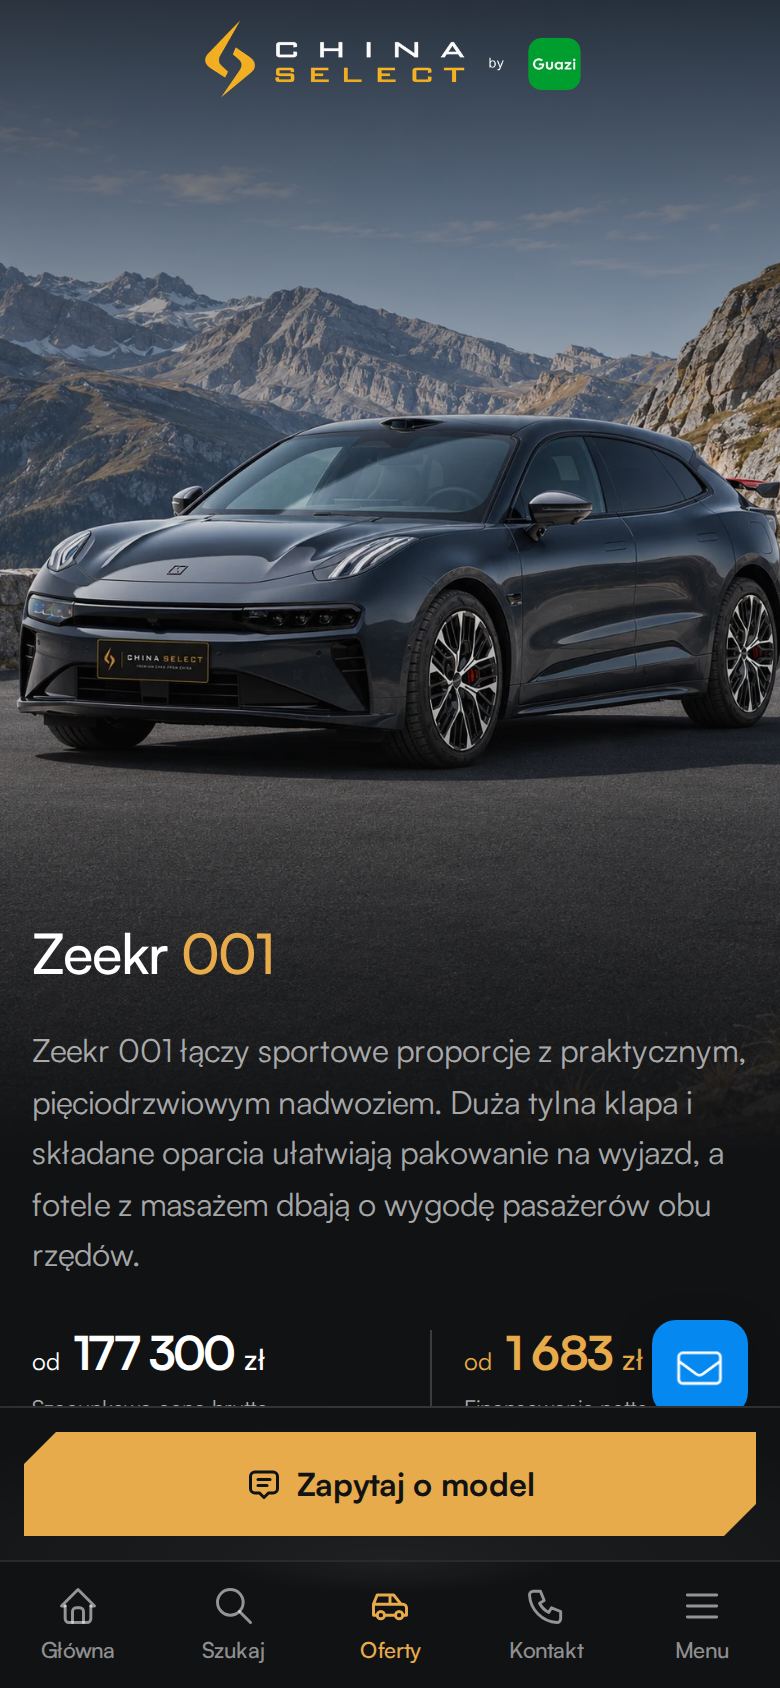 CHINA
SELECT
by
Guazi
CHINA SELECT
Zeekr 001
Zeekr 001 łączy sportowe proporcje z praktycznym,
pięciodrzwiowym nadwoziem. Duża tylna klapa i
składane oparcia ułatwiają pakowanie na wyjazd, a
fotele z masażem dbają o wygodę pasażerów obu
rzędów.
od 177 300 zł
od 1 683 zł
Zapytaj o model
Główna
Szukaj
Oferty
Kontakt
Menu